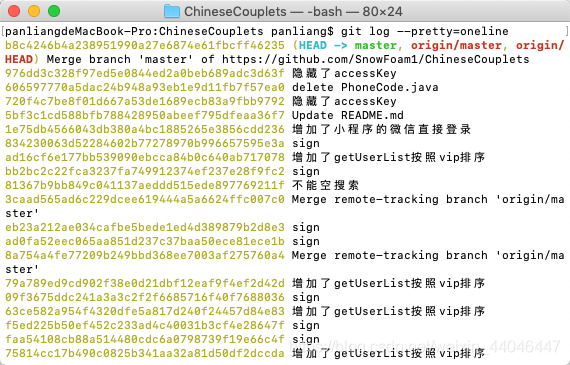 ChineseCouplets — -bash — 80×24
[panliangdeMacBook-Pro:ChineseCouplets panliang$ git log --pretty=oneline ]
b8c4246b4a238951990a27e6874e61fbcff46235 (HEAD -> master, origin/master, origin/
HEAD) Merge branch 'master' of https://github.com/SnowFoam1/ChineseCouplets
976dd3c328f97ed5e0844ed2a0beb689adc3d63f 隐藏了accessKey
606597770a5dac24b948a93eb1e9d11fb7f57ea0 delete PhoneCode.java
720f4c7be8f01d667a53de1689ecb83a9fbb9792 隐藏了accessKey
5bf3c1cd588bfb788428950abeef795dfeaa36f7 Update README.md
1e75db4566043db380a4bc1885265e3856cdd236 增加了小程序的微信直接登录
834230063d52284602b77278970b996657595e3a sign
ad16cf6e177bb539090ebcca84b0c640ab717078 增加了getUserList按照vip排序
bb2bc2c22fca3237fa749912374ef237e28f9fc2 sign
81367b9bb849c041137aeddd515ede897769211f 不能空搜索
3caad565ad6c229dcee619444a5a6624ffc007c0 Merge remote-tracking branch 'origin/ma
ster'
eb23a212ae034cafbe5bede1ed4d389879b2d8e3 sign
ad0fa52eec065aa851d237c37baa50ece81ece1b sign
8a754a4fe77209b249bbd368ee7003af275760a4 Merge remote-tracking branch 'origin/ma
ster'
79a789ed9cd902f38e0d21dbf12eaf9f4ef2d42d 增加了getUserList按照vip排序
09f3675ddc241a3a3c2f2f6685716f40f7688036 sign
63ce582a954f4320dfe5a817d240f24457d84e83 增加了getUserList按照vip排序
f5ed225b50ef452c233ad4c40031b3cf4e28647f sign
faa54108cb88a514480cdc6a0798739f19e66c4f sign
75814cc17b490c0825b341aa32a81d50df2dccda 增加了getUserList按照vip排序